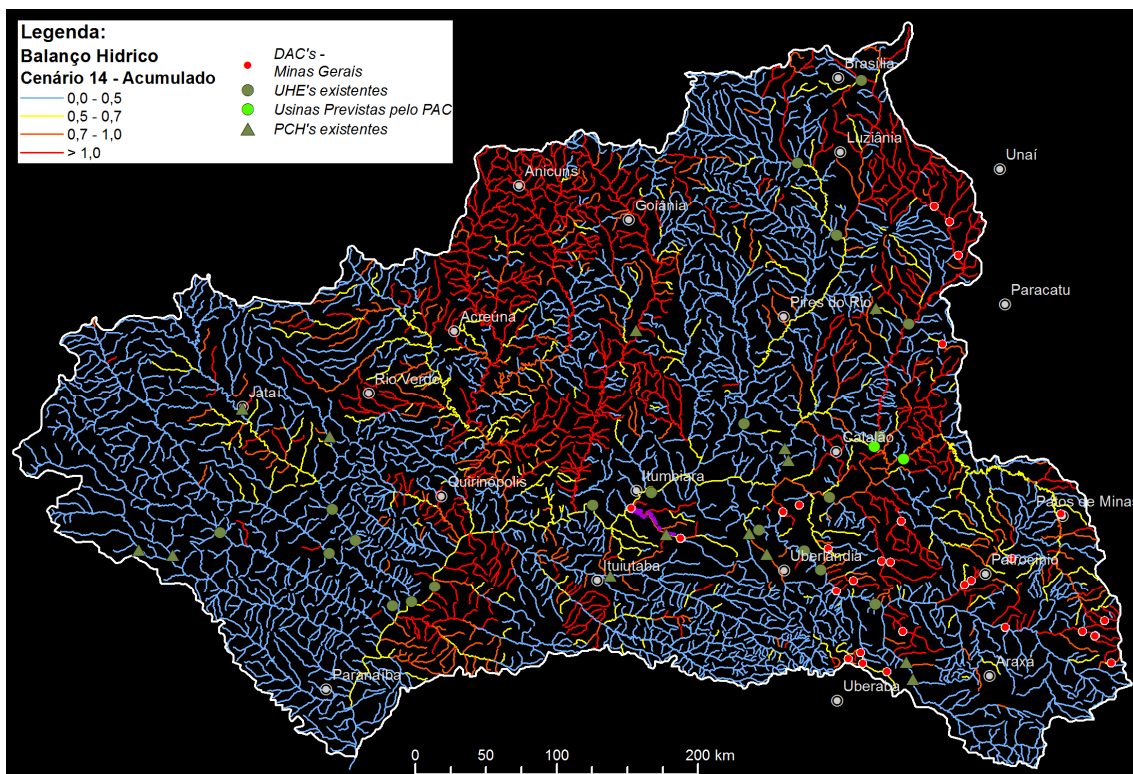 Legenda:
Balanço Hidrico
Cenário 14 - Acumulado
0,0 - 0,5
0,5 - 0,7
0,7 - 1,0
> 1,0
DAC's -
Minas Gerais
UHE's existentes
Usinas Previstas pelo PAC
PCH's existentes
Brasília
Luziânia
Unaí
Anicuns
Goiânia
Paracatu
Pires do Rio
Acreúna
Rio Verde
Jataí
Catalão
Itumbiara
Quirinópolis
Patos de Minas
Uberlândia
Patrocínio
Ituiutaba
Araxá
Paranaíba
Uberaba
0 50 100 200 km